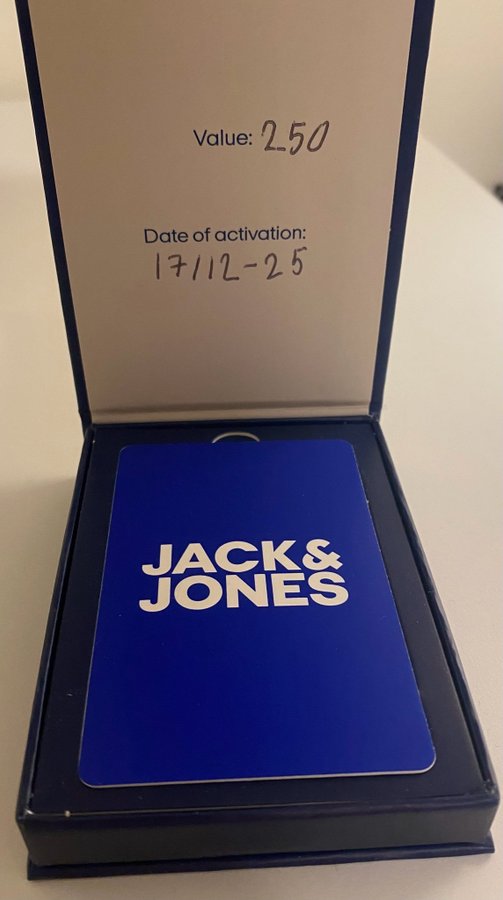 Value: 250
Date of activation:
17/12-25
JACK&
JONES